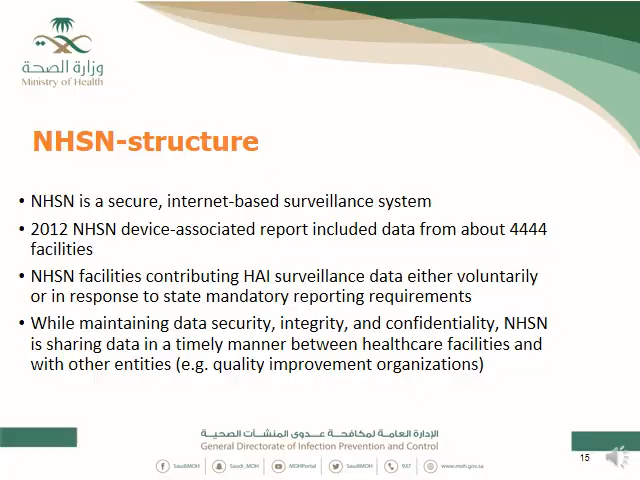 وزارة الصحة
Ministry of Health
NHSN-structure
• NHSN is a secure, internet-based surveillance system
• 2012 NHSN device-associated report included data from about 4444
facilities
• NHSN facilities contributing HAI surveillance data either voluntarily
or in response to state mandatory reporting requirements
• While maintaining data security, integrity, and confidentiality, NHSN
is sharing data in a timely manner between healthcare facilities and
with other entities (e.g. quality improvement organizations)
الإدارة العامة لمكافحة عدوى المنشآت الصحية
General Directorate of Infection Prevention and Control
SaudiMOH Saudi_MOH MOHPortal SaudiMOH 937 www.moh.gov.sa
15